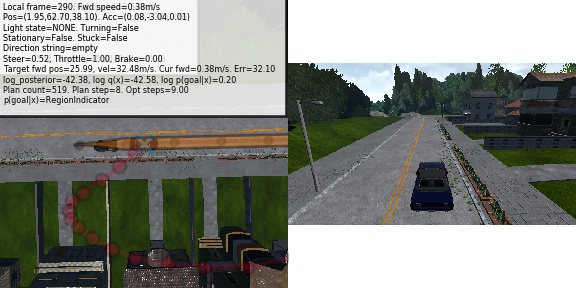 Local frame=290. Fwd speed=0.38m/s
Pos=(1.95,62.70,38.10). Acc=(0.08,-3.04,0.01)
Light state=NONE. Turning=False
Stationary=False. Stuck=False
Direction string=empty
Steer=0.52, Throttle=1.00, Brake=0.00
Target fwd pos=25.99, vel=32.48m/s. Cur fwd=0.38m/s. Err=32.10
log_posterior=-42.38, log q(x)=-42.58, log p(goal|x)=0.20
Plan count=519. Plan step=8. Opt steps=9.00
p(goal|x)=RegionIndicator